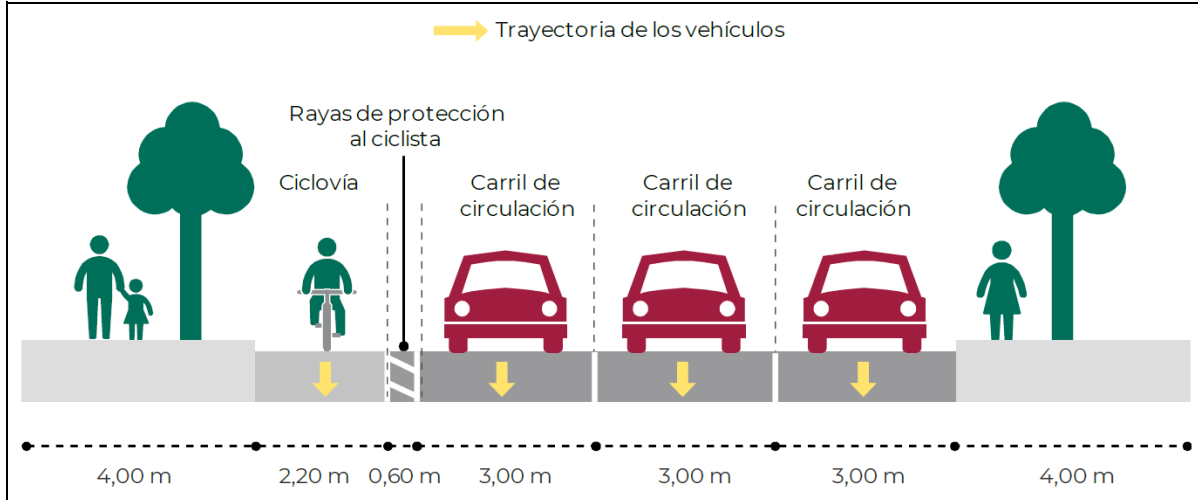 Trayectoria de los vehículos
Rayas de protección
al ciclista
Ciclovía
Carril de
circulación
Carril de
circulación
Carril de
circulación
4,00 m
2,20 m
0,60 m
3,00 m
3,00 m
3,00 m
4,00 m